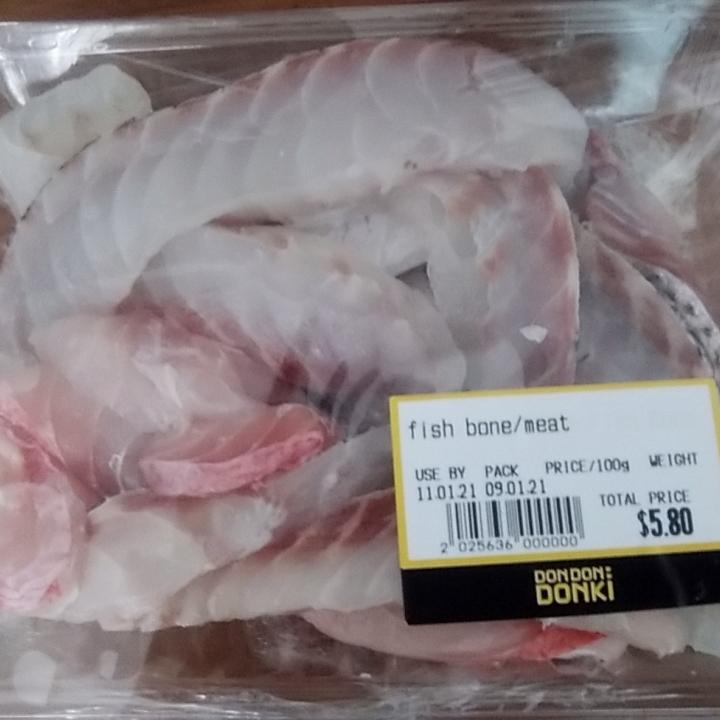 fish bone/meat
USE BY PACK PRICE/100g WEIGHT
11.01.21 09.01.21
TOTAL PRICE
$5.80
2 025636 000000
DON DON:
DONKi